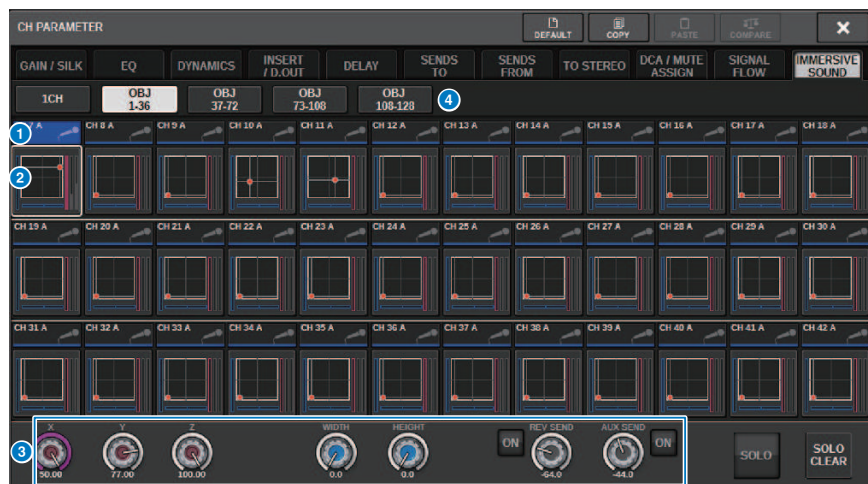 CH PARAMETER
DEFAULT
COPY
PASTE
COMPARE
GAIN / SILK
EQ
DYNAMICS
INSERT
/ D.OUT
DELAY
SENDS
TO
SENDS
FROM
TO STEREO
DCA / MUTE
ASSIGN
SIGNAL
FLOW
IMMERSIVE
SOUND
1CH
OBJ
1-36
OBJ
37-72
OBJ
73-108
OBJ
108-128
4
1
7 A
CH 8 A
CH 9 A
CH 10 A
CH 11 A
CH 12 A
CH 13 A
CH 14 A
CH 15 A
CH 16 A
CH 17 A
CH 18 A
2
CH 19 A
CH 20 A
CH 21 A
CH 22 A
CH 23 A
CH 24 A
CH 25 A
CH 26 A
CH 27 A
CH 28 A
CH 29 A
CH 30 A
CH 31 A
CH 32 A
CH 33 A
CH 34 A
CH 35 A
CH 36 A
CH 37 A
CH 38 A
CH 39 A
CH 40 A
CH 41 A
CH 42 A
3
X
Y
Z
WIDTH
HEIGHT
REV SEND
AUX SEND
ON
ON
50.00
77.00
100.00
0.0
0.0
-64.0
-44.0
SOLO
SOLO
CLEAR